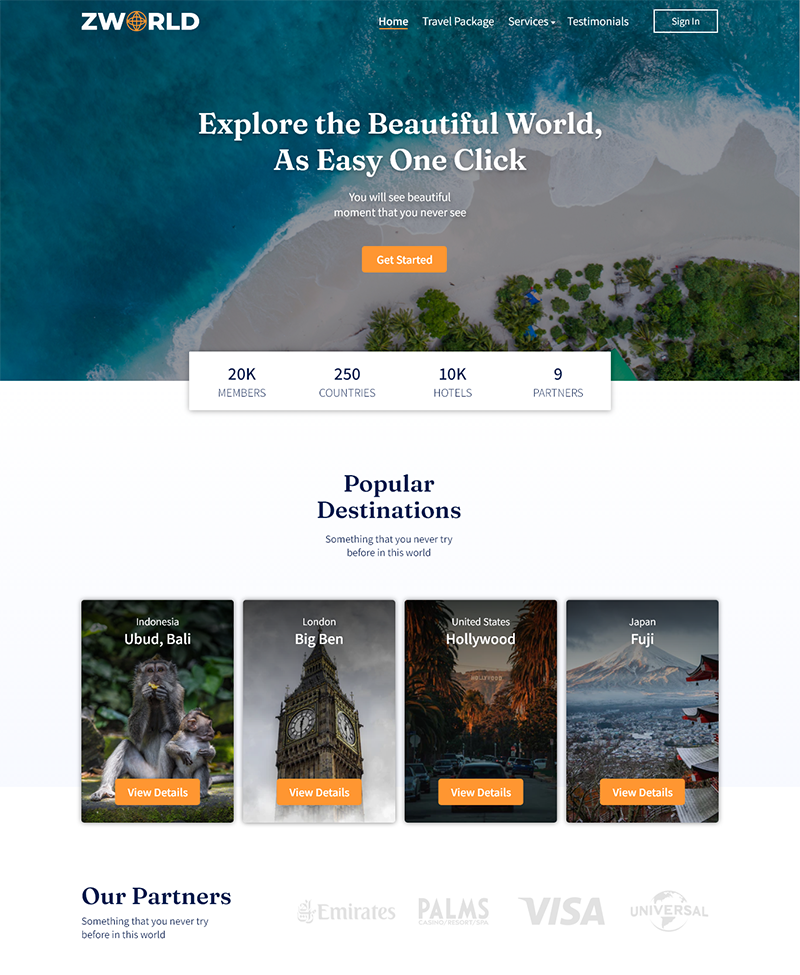 ZWORLD
Home Travel Package Services Testimonials Sign In
Explore the Beautiful World,
As Easy One Click
You will see beautiful
moment that you never see
Get Started
20K 250 10K 9
MEMBERS COUNTRIES HOTELS PARTNERS
Popular
Destinations
Something that you never try
before in this world
Indonesia London United States Japan
Ubud, Bali Big Ben Hollywood Fuji
HOLLYWOOD
View Details View Details View Details View Details
Our Partners
Something that you never try
before in this world
Emirates PALMS VISA UNIVERSAL
CASINO/RESORT/SPA